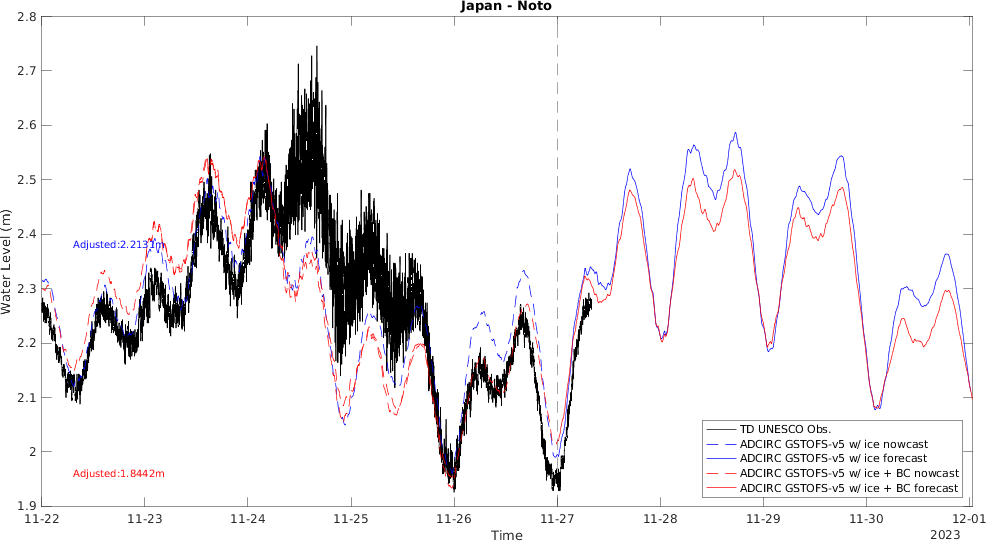 Japan - Noto
2.8
2.7
2.6
2.5
2.4
2.3
2.2
2.1
2
1.9
Water Level (m)
Adjusted:2.2131m
Adjusted:1.8442m
TD UNESCO Obs.
ADCIRC GSTOFS-v5 w/ ice nowcast
ADCIRC GSTOFS-v5 w/ ice forecast
ADCIRC GSTOFS-v5 w/ ice + BC nowcast
ADCIRC GSTOFS-v5 w/ ice + BC forecast
11-22 11-23 11-24 11-25 11-26 11-27 11-28 11-29 11-30 12-01
Time
2023